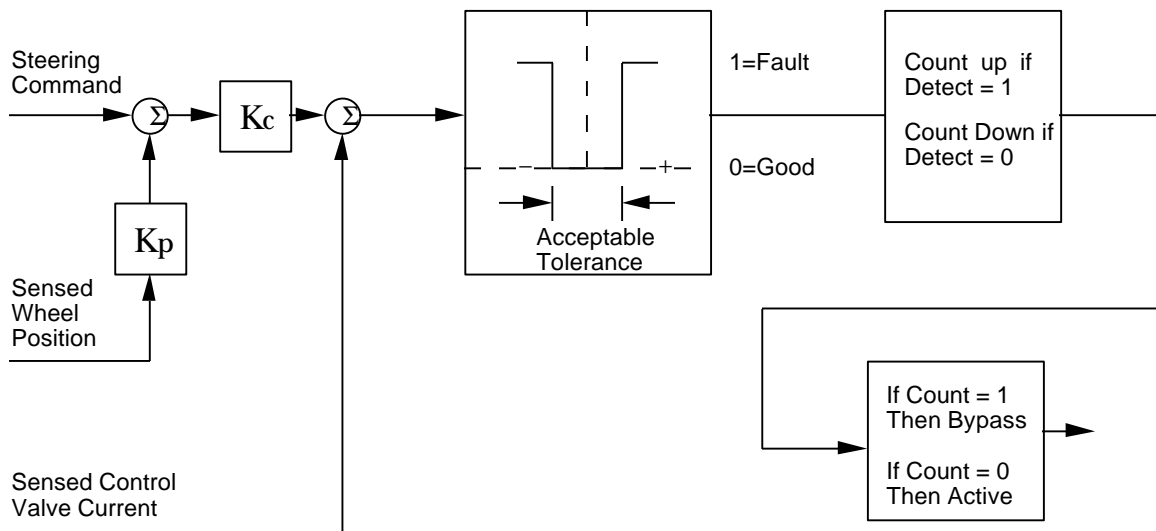 Steering
Command
Σ
Kc
Σ
Kp
Sensed
Wheel
Position
Sensed Control
Valve Current
− +
Acceptable
Tolerance
1=Fault
0=Good
Count up if
Detect = 1
Count Down if
Detect = 0
If Count = 1
Then Bypass
If Count = 0
Then Active